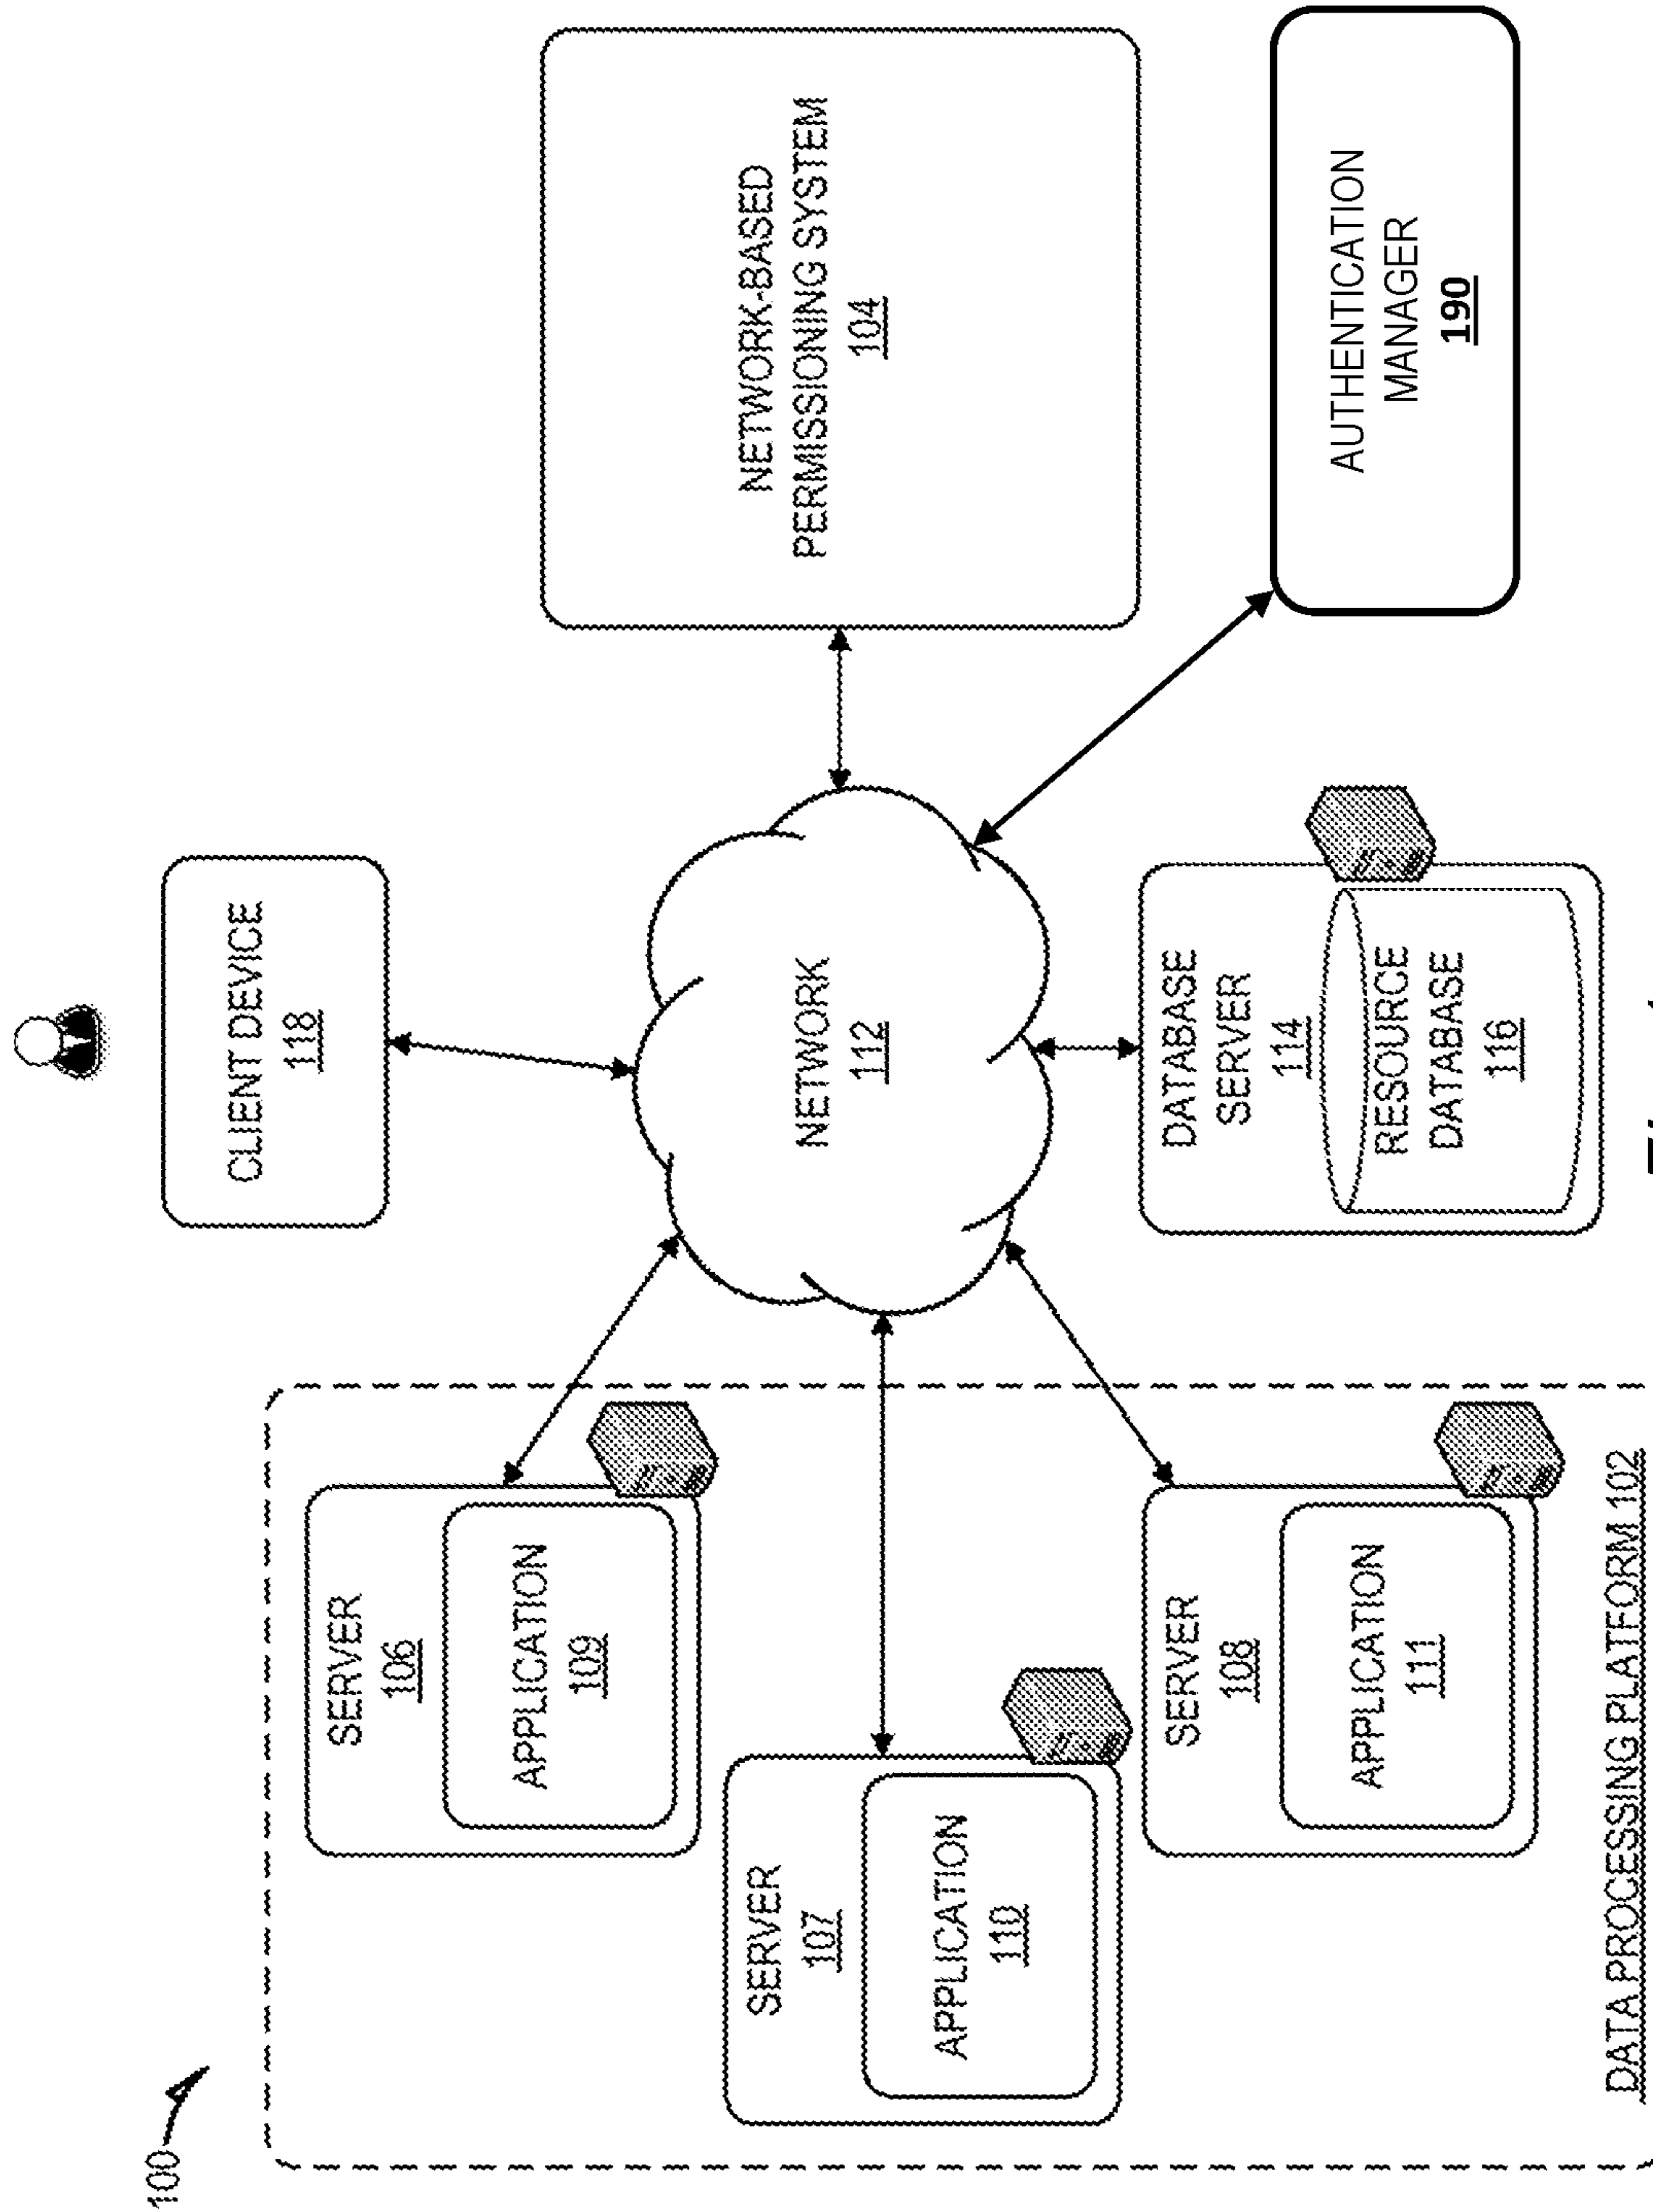 100
CLIENT DEVICE
118
SERVER
106
APPLICATION
109
SERVER
107
APPLICATION
110
SERVER
108
APPLICATION
111
DATA PROCESSING PLATFORM 102
NETWORK
112
NETWORK-BASED
PERMISSIONING SYSTEM
104
DATABASE
SERVER
114
RESOURCE
DATABASE
116
AUTHENTICATION
MANAGER
190